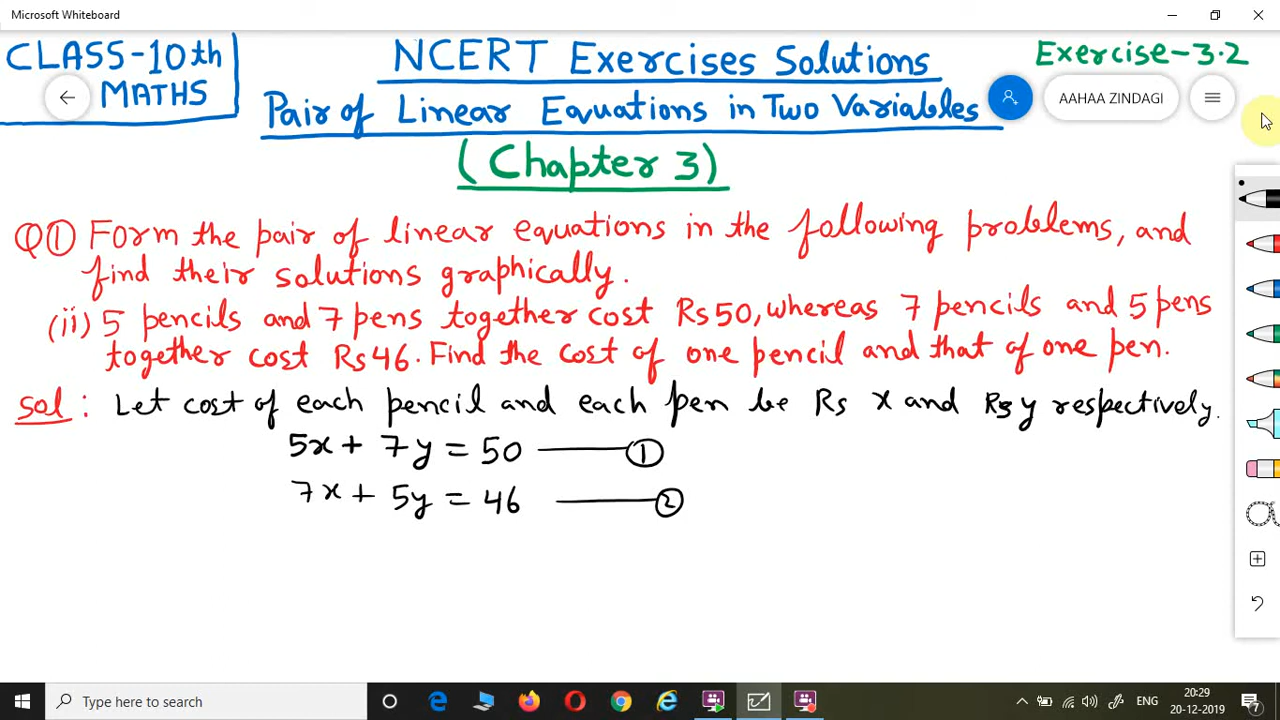 Microsoft Whiteboard
CLASS-10th
MATHS
NCERT Exercises Solutions
Exercise-3.2
Pair of Linear Equations in Two Variables
AAHAA ZINDAGI
(Chapter 3)
Q① Form the pair of linear equations in the following problems, and
find their solutions graphically.
(ii) 5 pencils and 7 pens together cost Rs 50, whereas 7 pencils and 5 pens
together cost Rs 46. Find the cost of one pencil and that of one pen.
Sol: Let cost of each pencil and each pen be Rs x and Rs y respectively.
5x + 7y = 50 —— ①
7x + 5y = 46 —— ②
Type here to search
ENG
20:29
20-12-2019
7